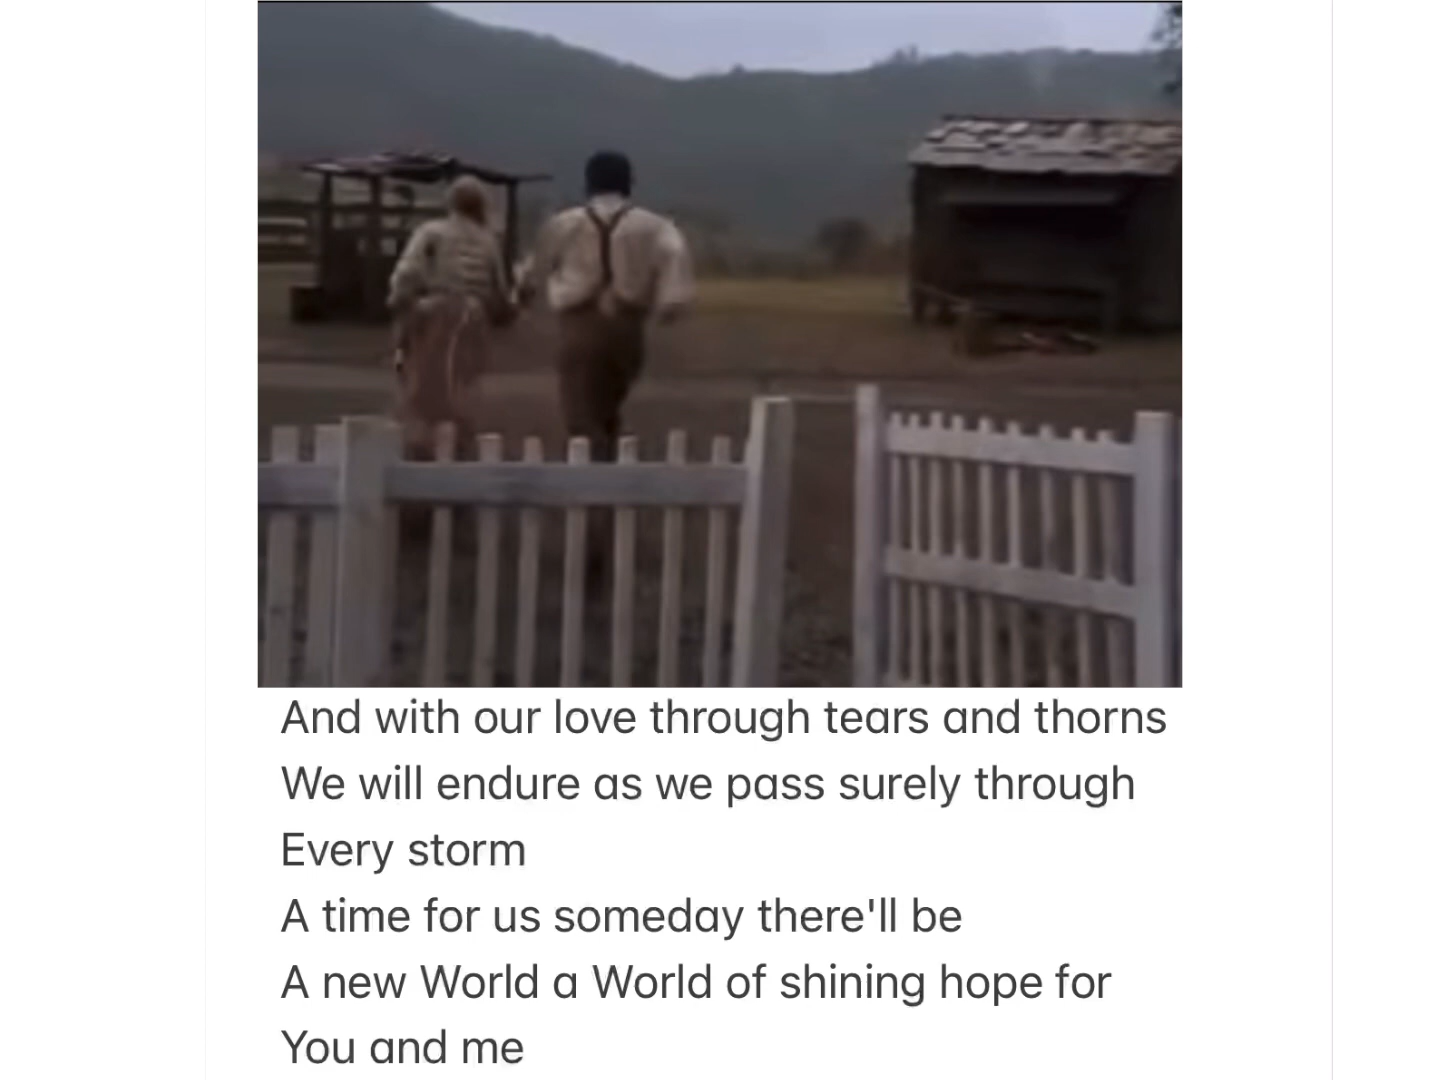 And with our love through tears and thorns
We will endure as we pass surely through
Every storm
A time for us someday there'll be
A new World a World of shining hope for
You and me